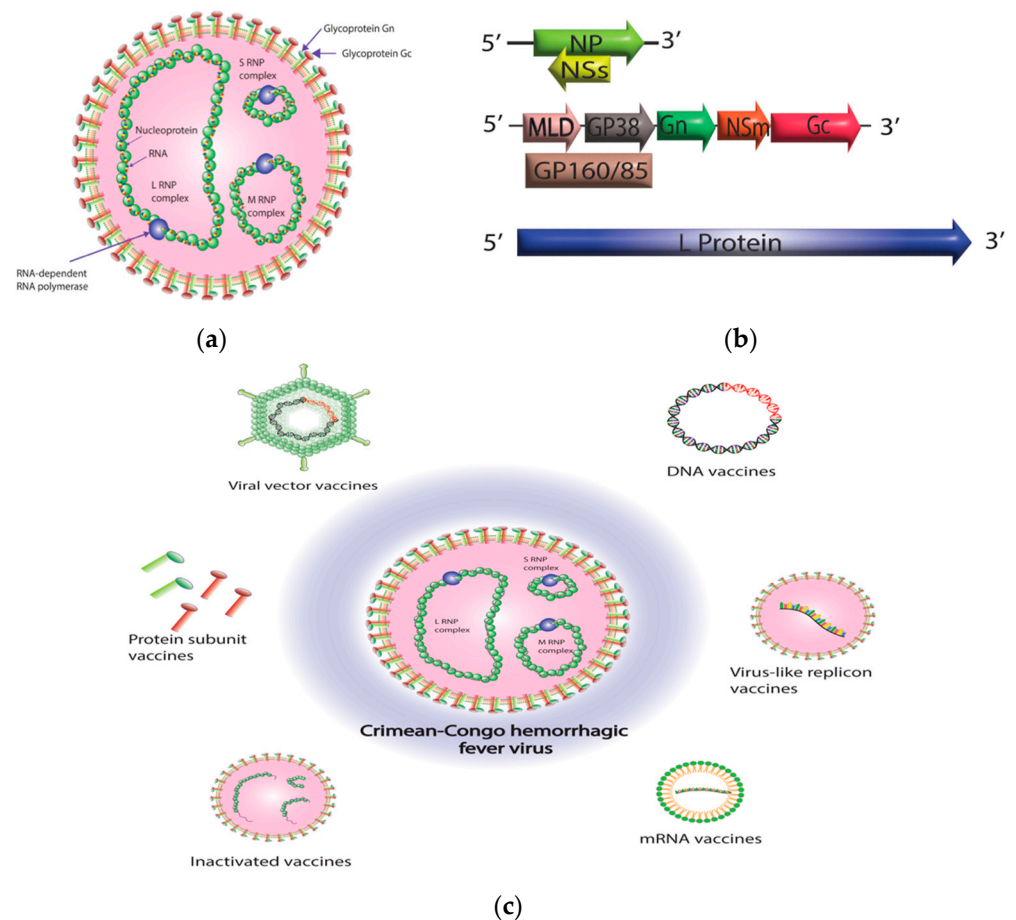 Glycoprotein Gn
Glycoprotein Gc
S RNP
complex
Nucleoprotein
RNA
L RNP
complex
M RNP
complex
RNA-dependent
RNA polymerase
(a)
5′ NP 3′
NSs
5′ MLD GP38 Gn NSm Gc 3′
GP160/85
5′ L Protein 3′
(b)
Viral vector vaccines
DNA vaccines
Protein subunit
vaccines
S RNP
complex
L RNP
complex
M RNP
complex
Crimean-Congo hemorrhagic
fever virus
Virus-like replicon
vaccines
Inactivated vaccines
mRNA vaccines
(c)